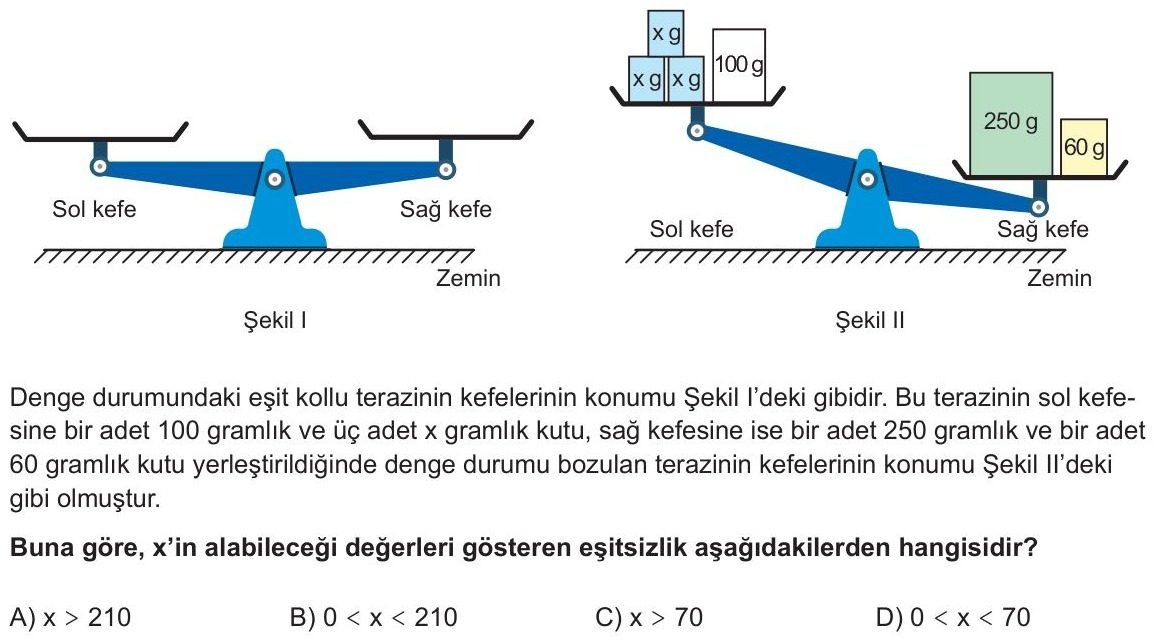 x g
x g x g 100 g
250 g
60 g
Sol kefe
Sağ kefe
Zemin
Şekil I
Sol kefe
Sağ kefe
Zemin
Şekil II
Denge durumundaki eşit kollu terazinin kefelerinin konumu Şekil I’deki gibidir. Bu terazinin sol kefe-
sine bir adet 100 gramlık ve üç adet x gramlık kutu, sağ kefesine ise bir adet 250 gramlık ve bir adet
60 gramlık kutu yerleştirildiğinde denge durumu bozulan terazinin kefelerinin konumu Şekil II’deki
gibi olmuştur.
Buna göre, x’in alabileceği değerleri gösteren eşitsizlik aşağıdakilerden hangisidir?
A) x > 210 B) 0 < x < 210 C) x > 70 D) 0 < x < 70